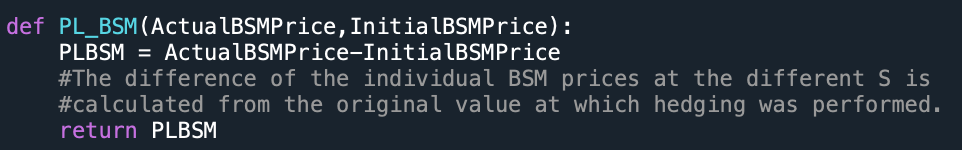 def PL_BSM(ActualBSMPrice,InitialBSMPrice):
    PLBSM = ActualBSMPrice-InitialBSMPrice
    #The difference of the individual BSM prices at the different S is
    #calculated from the original value at which hedging was performed.
    return PLBSM